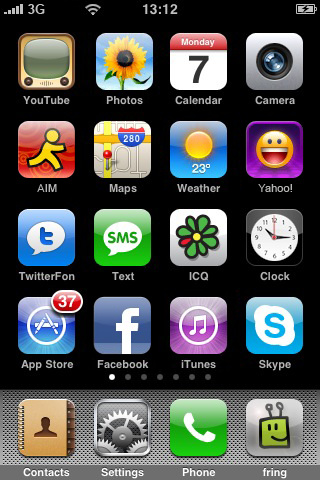 3G 13:12
Monday
7
YouTube Photos Calendar Camera
280
23°
AIM Maps Weather Yahoo!
SMS
TwitterFon Text ICQ Clock
37
App Store Facebook iTunes Skype
Contacts Settings Phone fring